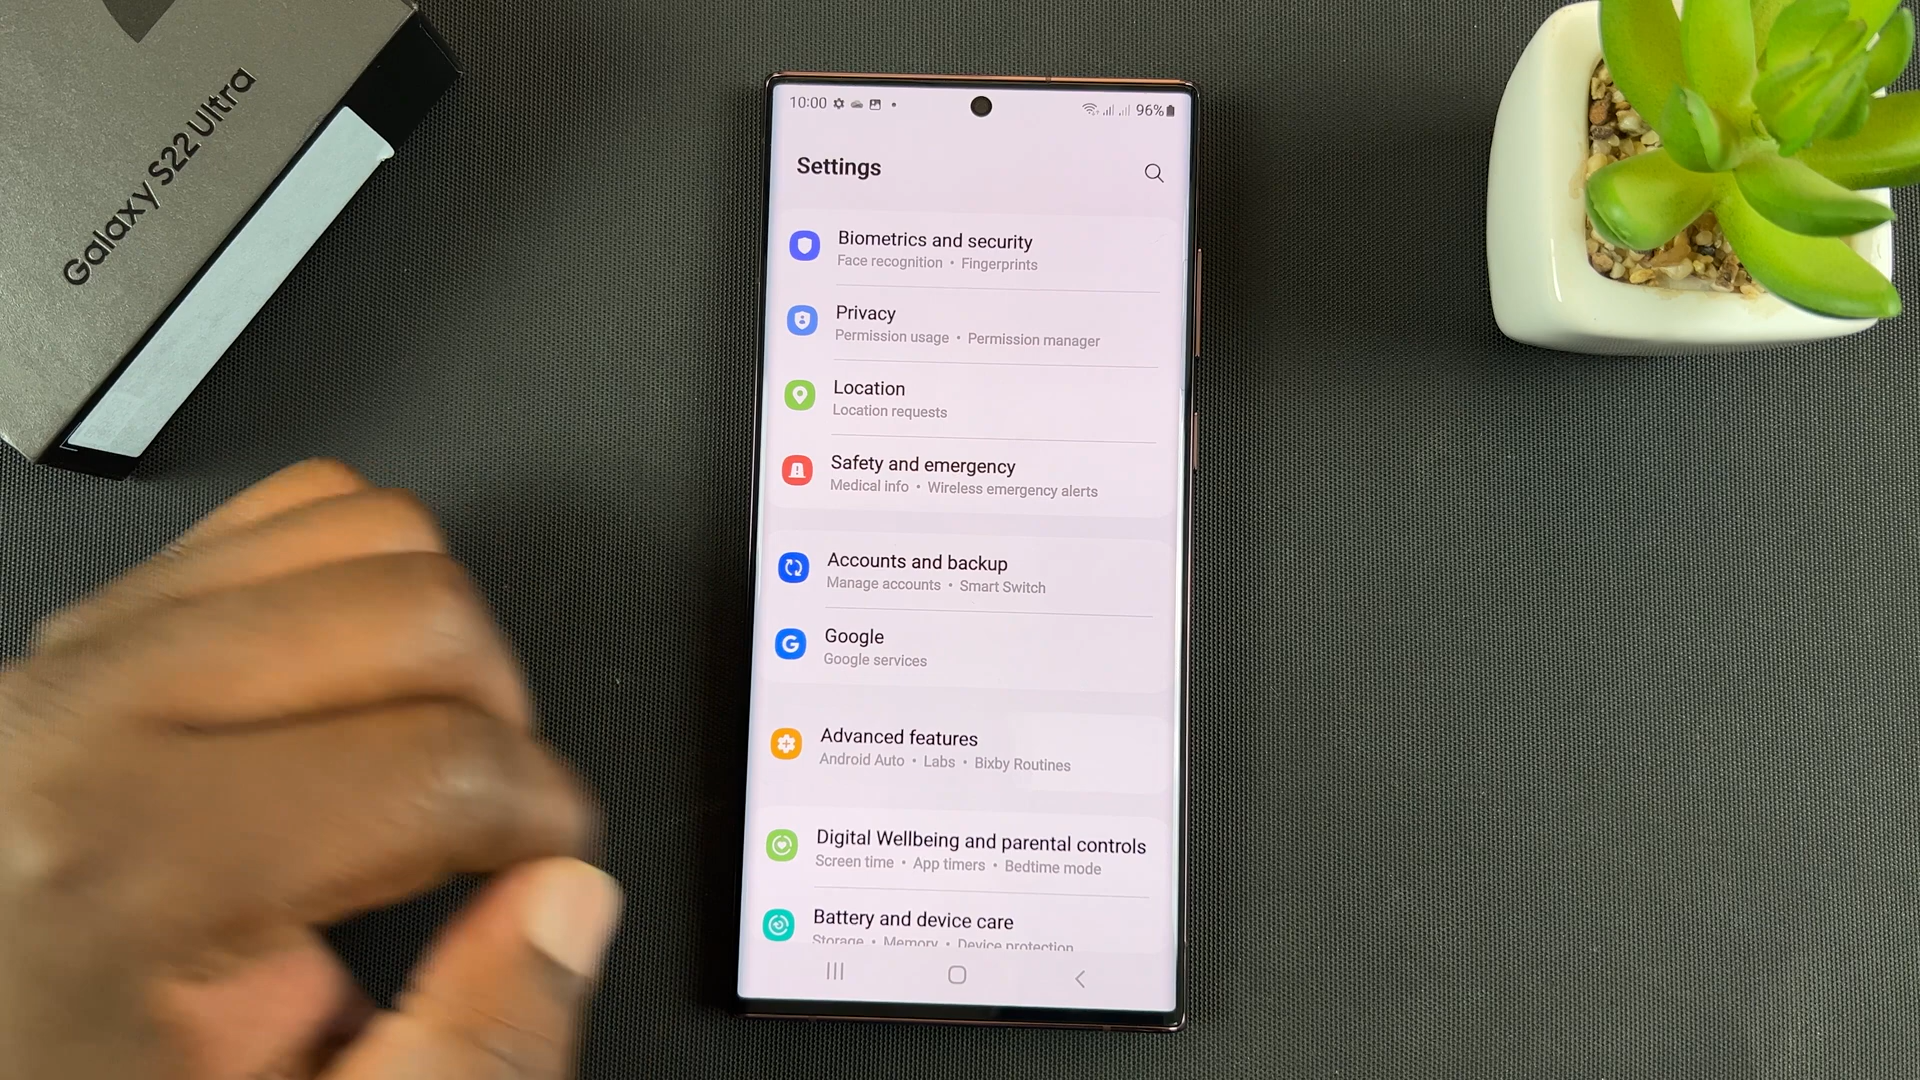 Galaxy S22 Ultra
10:00
96%
Settings
Biometrics and security
Face recognition • Fingerprints
Privacy
Permission usage • Permission manager
Location
Location requests
Safety and emergency
Medical info • Wireless emergency alerts
Accounts and backup
Manage accounts • Smart Switch
Google
Google services
Advanced features
Android Auto • Labs • Bixby Routines
Digital Wellbeing and parental controls
Screen time • App timers • Bedtime mode
Battery and device care
Storage • Memory • Device protection